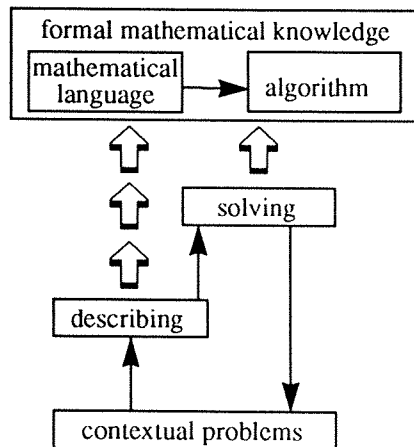 formal mathematical knowledge
mathematical
language
algorithm
solving
describing
contextual problems